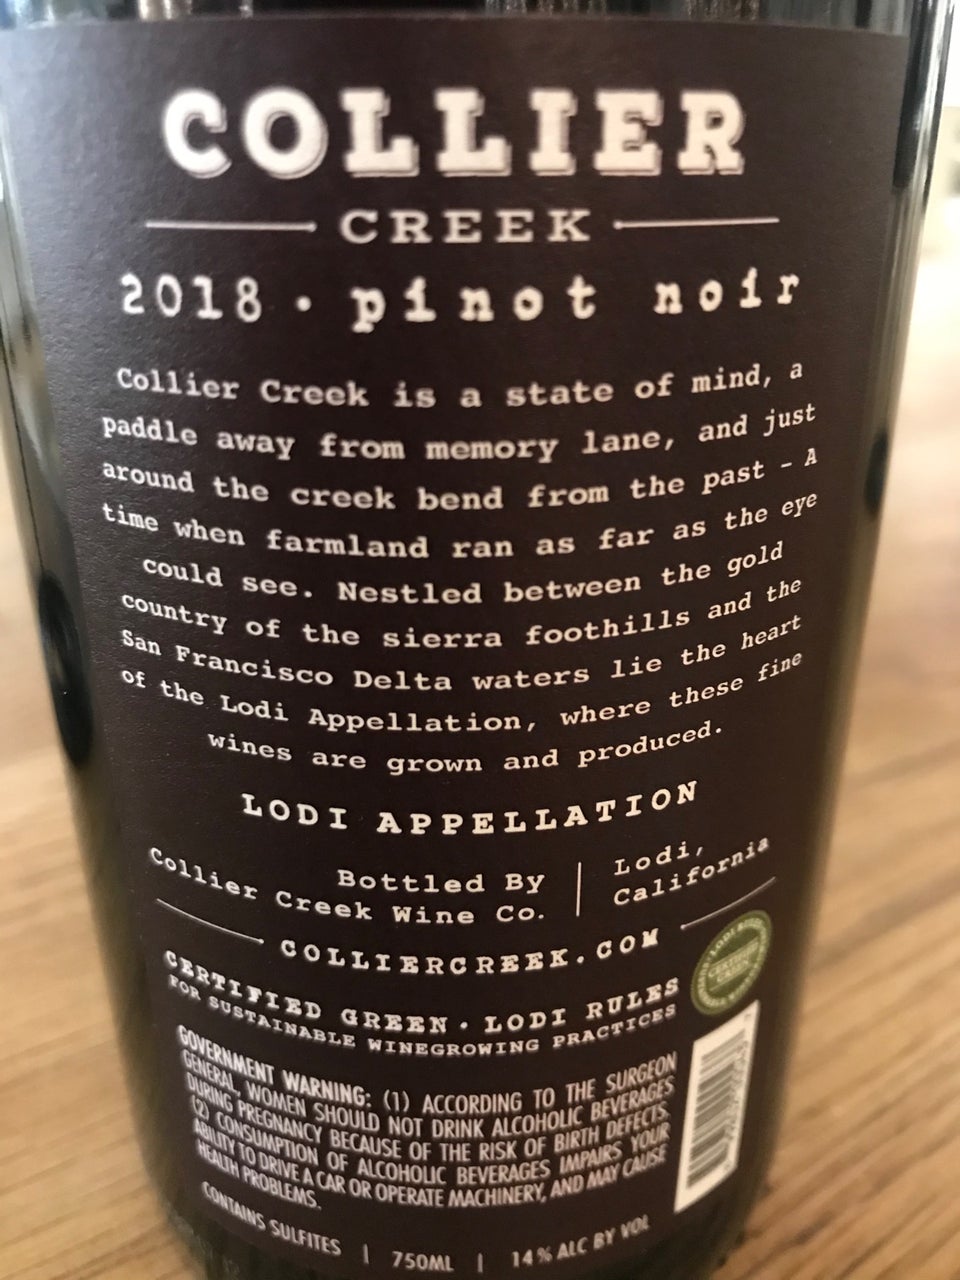 COLLIER
CREEK
2018 • pinot noir
Collier Creek is a state of mind, a
paddle away from memory lane, and just
around the creek bend from the past - A
time when farmland ran as far as the eye
could see. Nestled between the gold
country of the sierra foothills and the
San Francisco Delta waters lie the heart
of the Lodi Appellation, where these fine
wines are grown and produced.
LODI APPELLATION
Bottled By
Collier Creek Wine Co.
Lodi,
California
COLLIERCREEK.COM
CERTIFIED GREEN • LODI RULES
FOR SUSTAINABLE WINEGROWING PRACTICES
GOVERNMENT WARNING: (1) ACCORDING TO THE SURGEON
GENERAL, WOMEN SHOULD NOT DRINK ALCOHOLIC BEVERAGES
DURING PREGNANCY BECAUSE OF THE RISK OF BIRTH DEFECTS.
(2) CONSUMPTION OF ALCOHOLIC BEVERAGES IMPAIRS YOUR
ABILITY TO DRIVE A CAR OR OPERATE MACHINERY, AND MAY CAUSE
HEALTH PROBLEMS.
CONTAINS SULFITES | 750ML | 14% ALC BY VOL